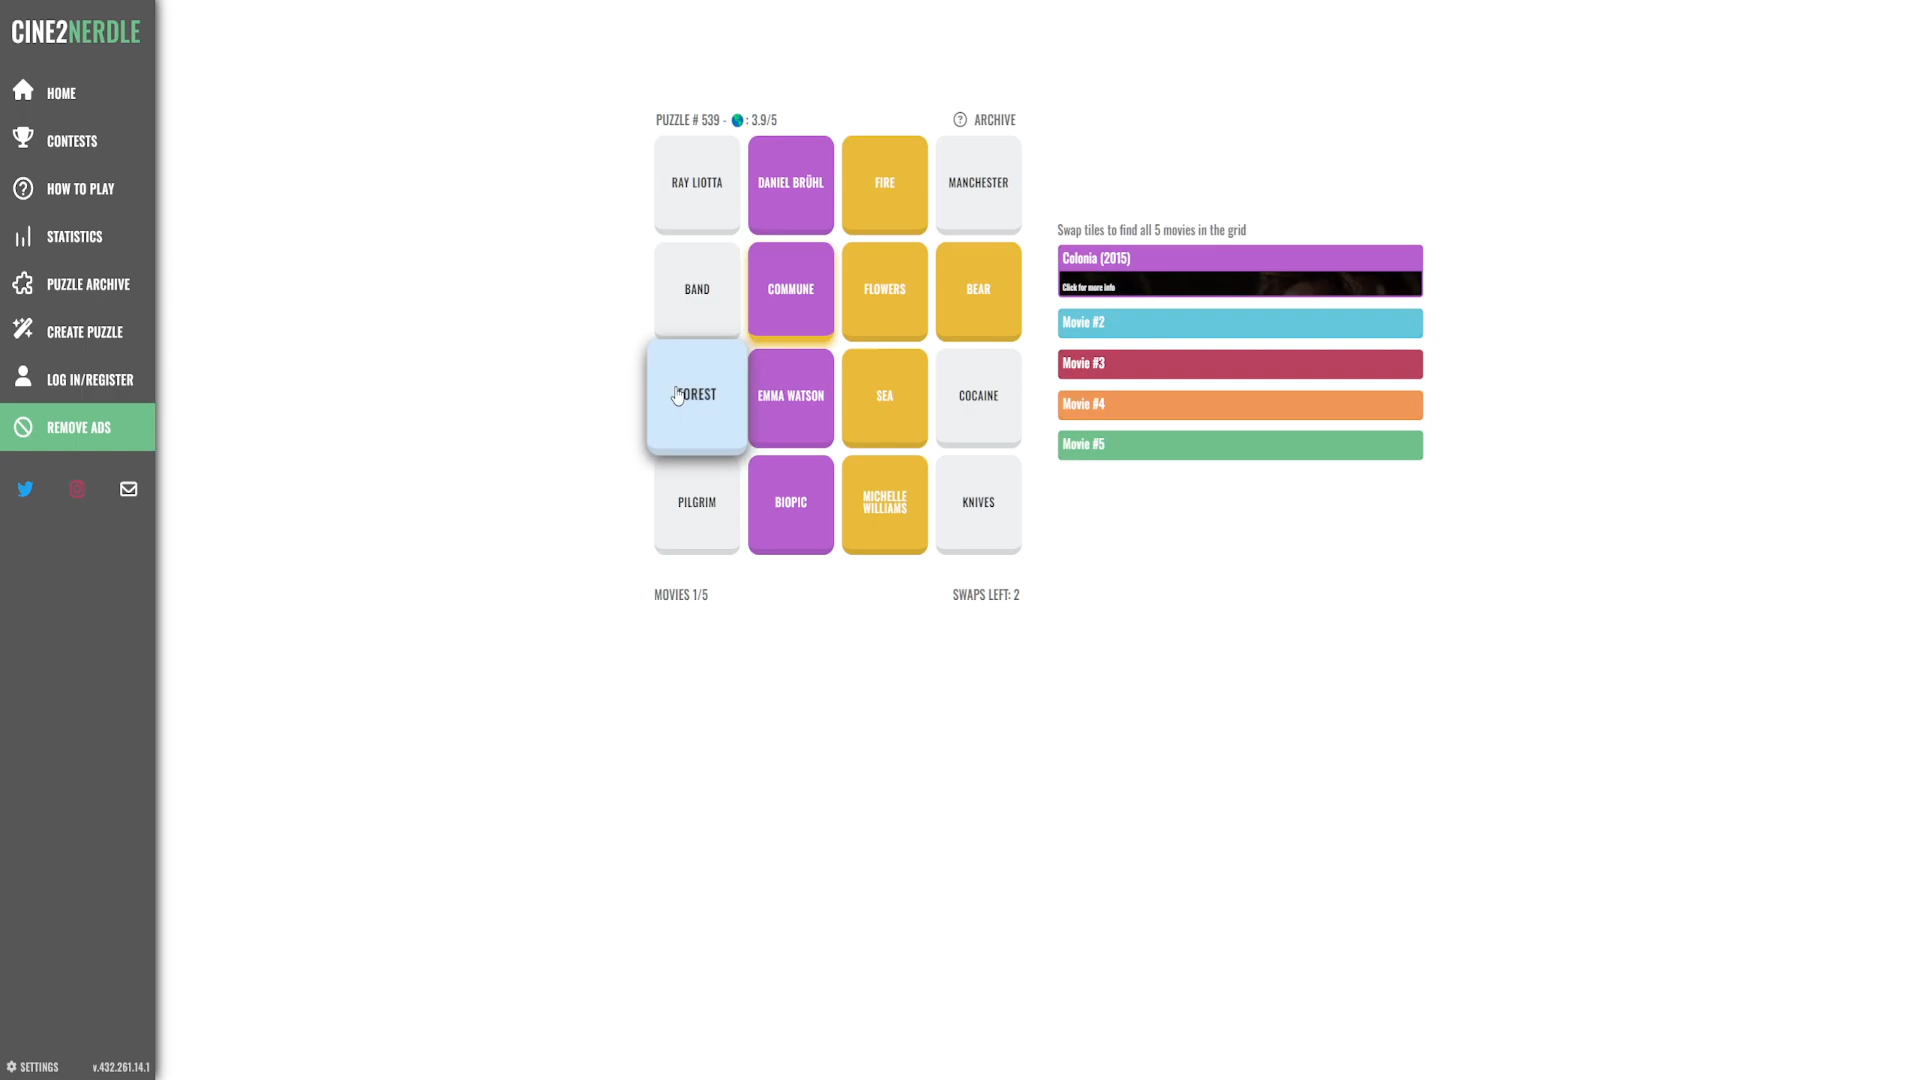 CINE2NERDLE
HOME
CONTESTS
HOW TO PLAY
STATISTICS
PUZZLE ARCHIVE
CREATE PUZZLE
LOG IN/REGISTER
REMOVE ADS
SETTINGS
v.432.261.14.1
PUZZLE # 539 - : 3.9/5
ARCHIVE
RAY LIOTTA
DANIEL BRÜHL
FIRE
MANCHESTER
BAND
COMMUNE
FLOWERS
BEAR
FOREST
EMMA WATSON
SEA
COCAINE
PILGRIM
BIOPIC
MICHELLE
WILLIAMS
KNIVES
MOVIES 1/5
SWAPS LEFT: 2
Swap tiles to find all 5 movies in the grid
Colonia (2015)
Click for more info
Movie #2
Movie #3
Movie #4
Movie #5